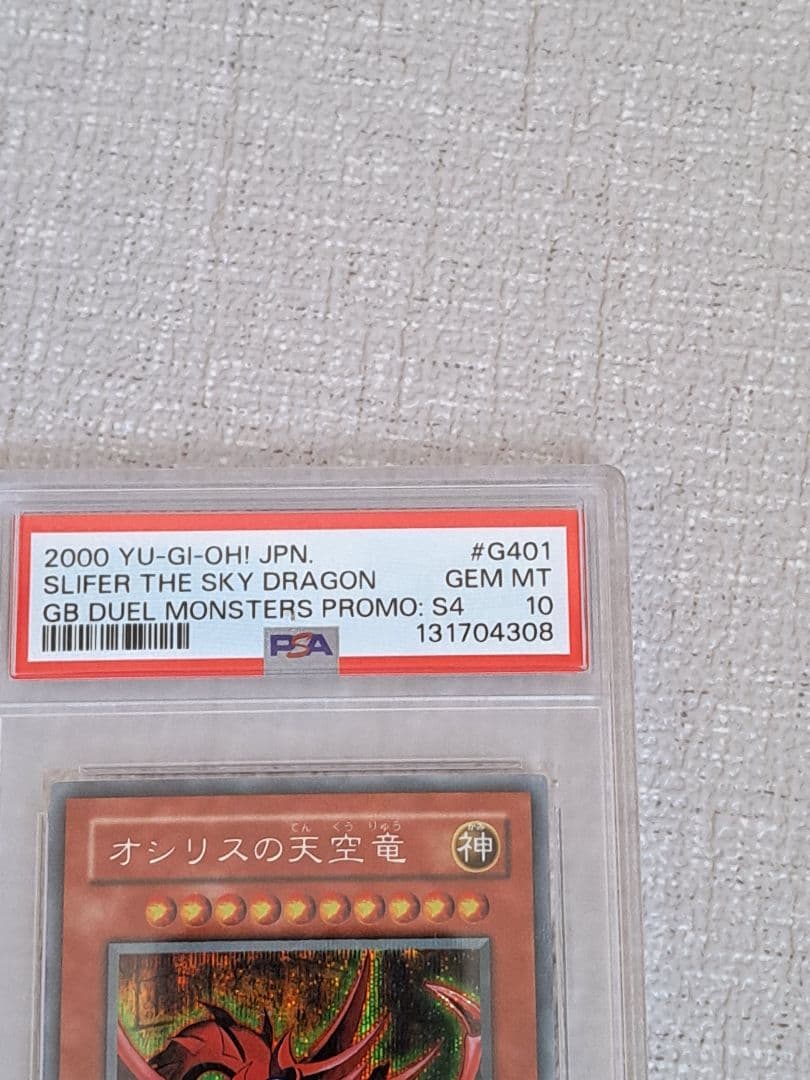 2000 YU-GI-OH! JPN. #G401
SLIFER THE SKY DRAGON GEM MT
GB DUEL MONSTERS PROMO: S4 10
PSA 131704308
てん くう りゅう かみ
オシリスの天空竜 神